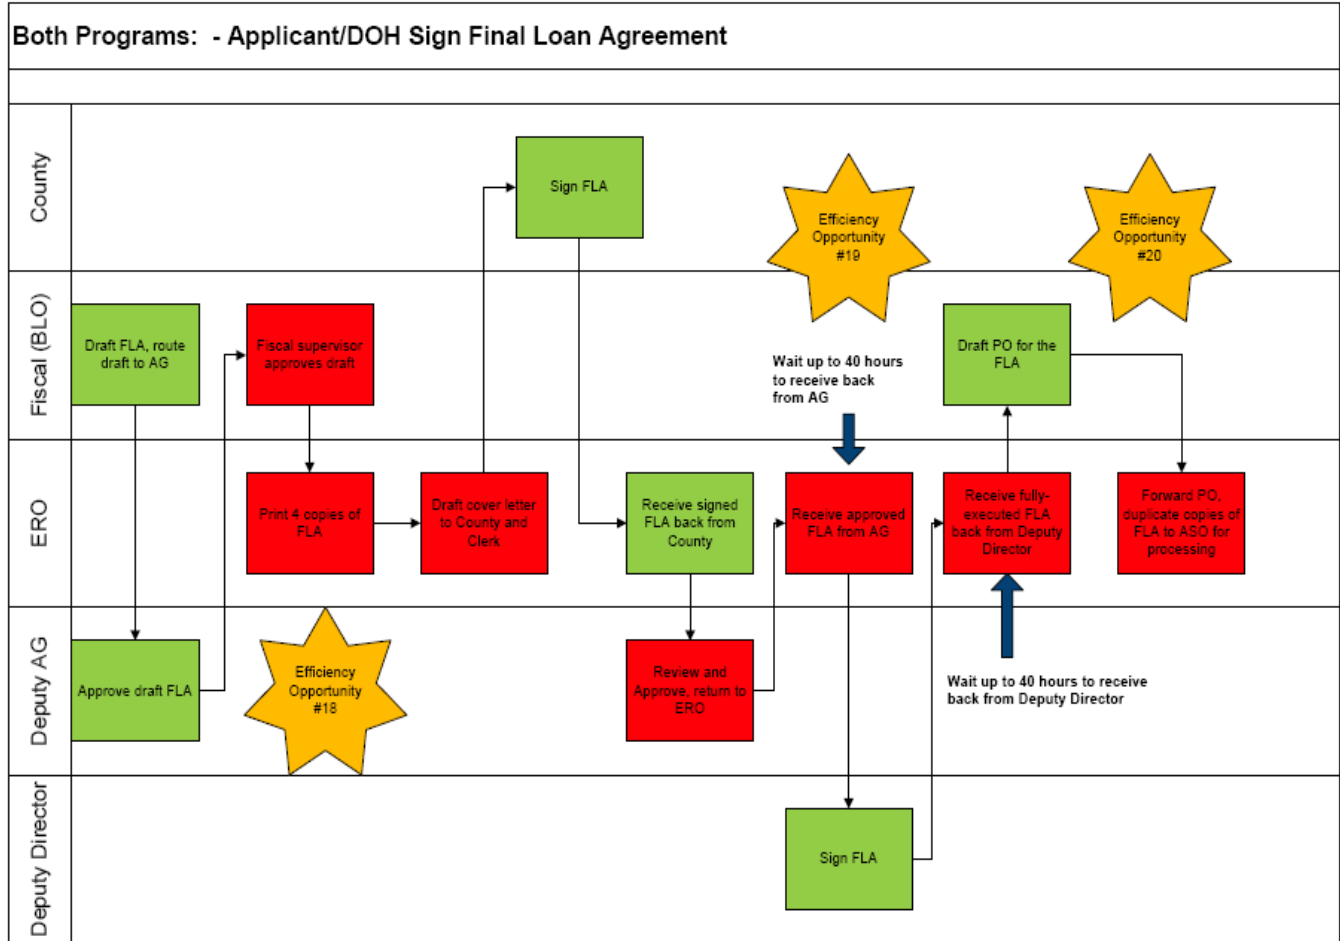 Both Programs:  - Applicant/DOH Sign Final Loan Agreement
County
Sign FLA
Efficiency
Opportunity
#19
Efficiency
Opportunity
#20
Fiscal (BLO)
Draft FLA, route
draft to AG
Fiscal supervisor
approves draft
Wait up to 40 hours
to receive back
from AG
Draft PO for the
FLA
ERO
Print 4 copies of
FLA
Draft cover letter
to County and
Clerk
Receive signed
FLA back from
County
Receive approved
FLA from AG
Receive fully-
executed FLA
back from Deputy
Director
Forward PO,
duplicate copies of
FLA to ASO for
processing
Deputy AG
Approve draft FLA
Efficiency
Opportunity
#18
Review and
Approve, return to
ERO
Wait up to 40 hours to receive
back from Deputy Director
Deputy Director
Sign FLA